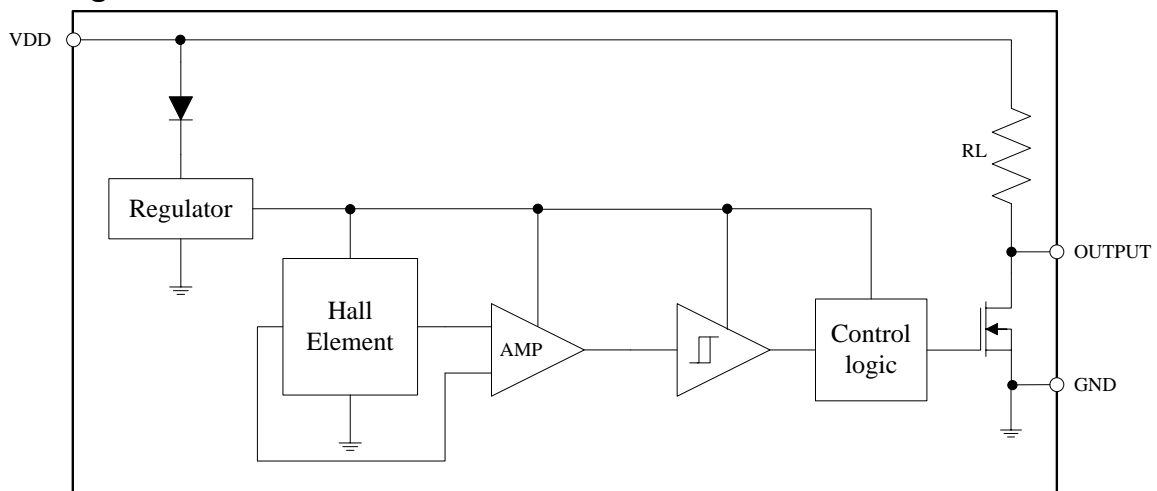 VDD
RL
Regulator
OUTPUT
Hall
Element
AMP
Control
logic
GND